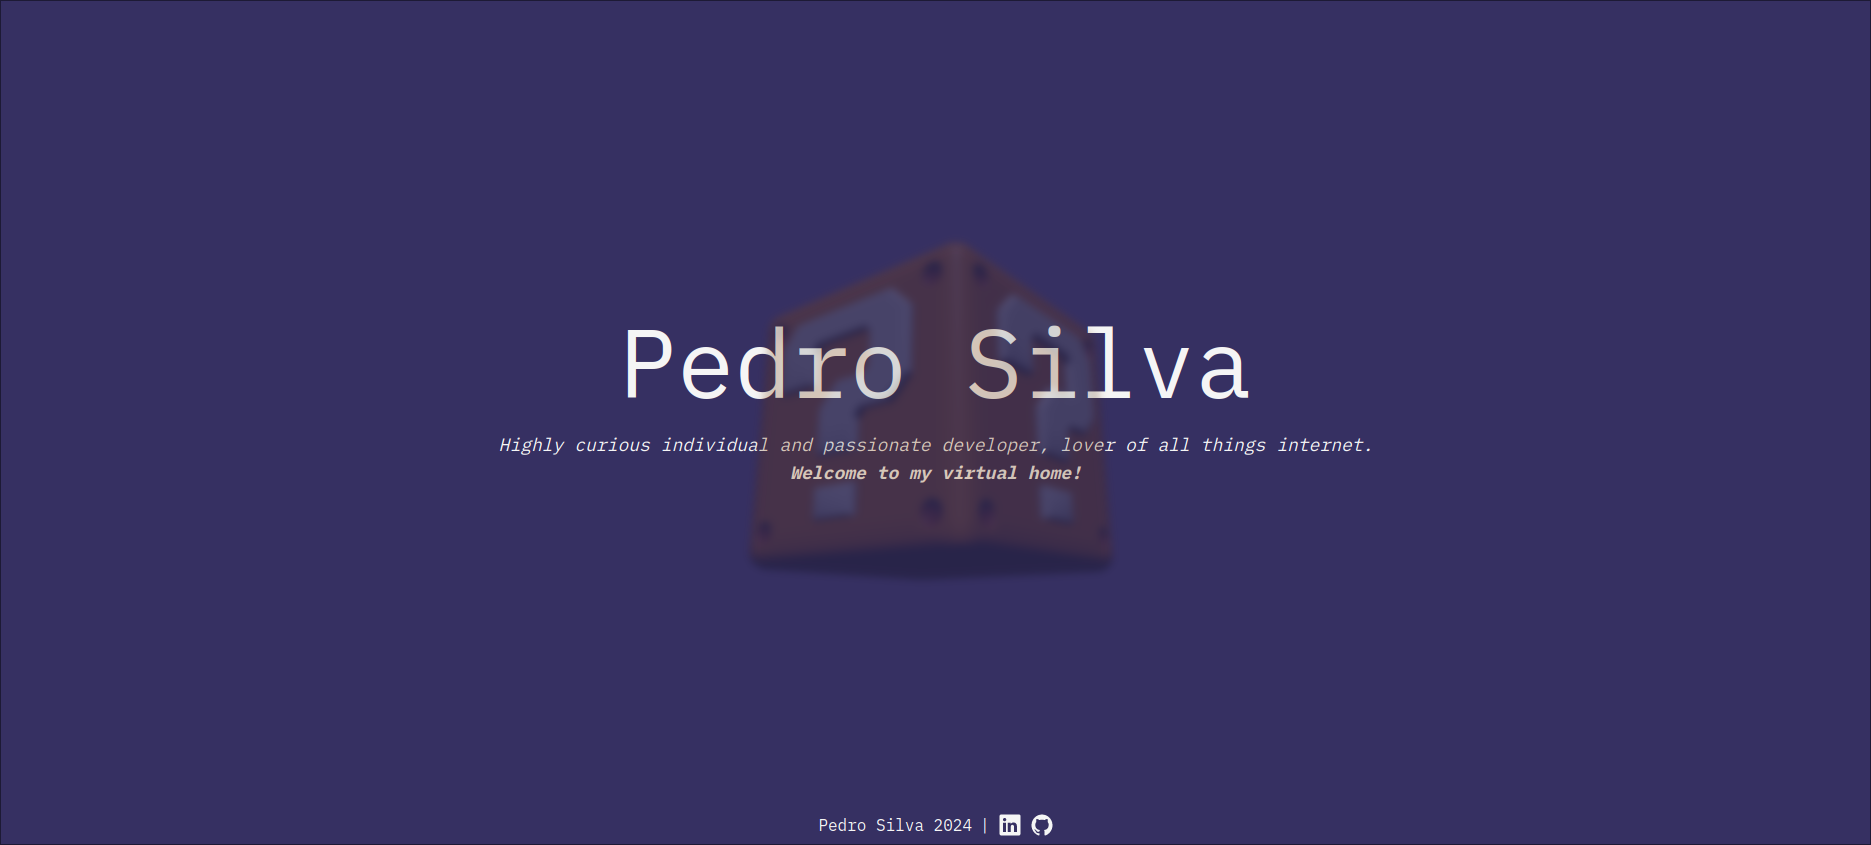 Pedro Silva
Highly curious individual and passionate developer, lover of all things internet.
Welcome to my virtual home!
Pedro Silva 2024 |